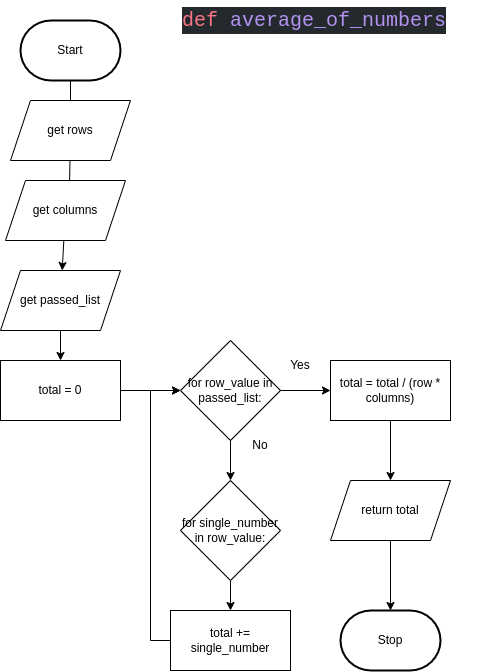 def average_of_numbers
Start
get rows
get columns
get passed_list
total = 0
for row_value in
passed_list:
Yes
total = total / (row *
columns)
No
for single_number
in row_value:
return total
total +=
single_number
Stop